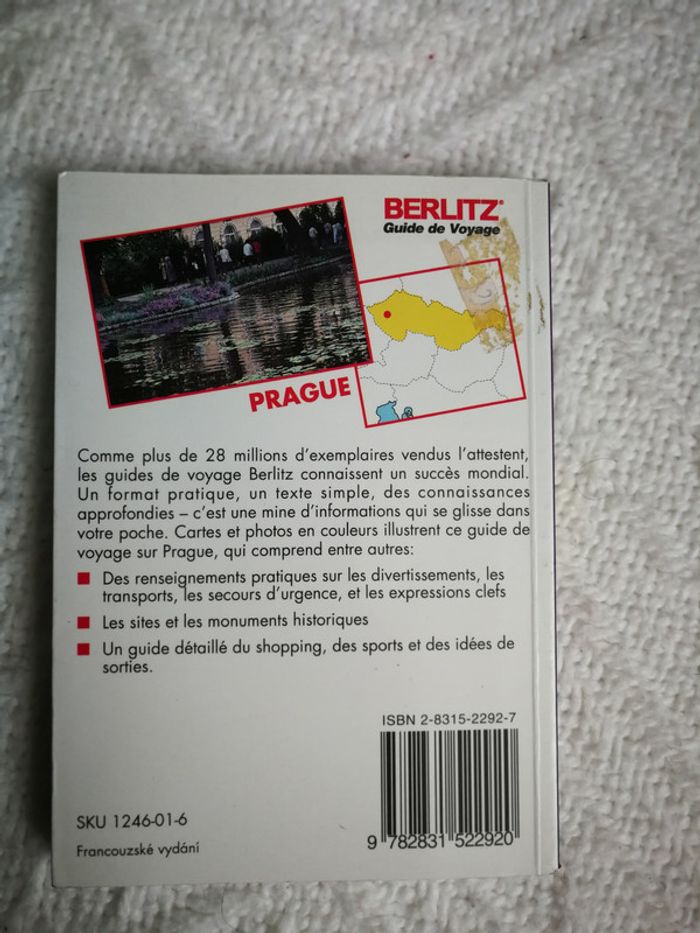 BERLITZ®
Guide de Voyage
PRAGUE
Comme plus de 28 millions d'exemplaires vendus l'attestent,
les guides de voyage Berlitz connaissent un succès mondial.
Un format pratique, un texte simple, des connaissances
approfondies – c'est une mine d'informations qui se glisse dans
votre poche. Cartes et photos en couleurs illustrent ce guide de
voyage sur Prague, qui comprend entre autres:
■ Des renseignements pratiques sur les divertissements, les
transports, les secours d'urgence, et les expressions clefs
■ Les sites et les monuments historiques
■ Un guide détaillé du shopping, des sports et des idées de
sorties.
ISBN 2-8315-2292-7
SKU 1246-01-6
Francouzské vydání
9 782831 522920